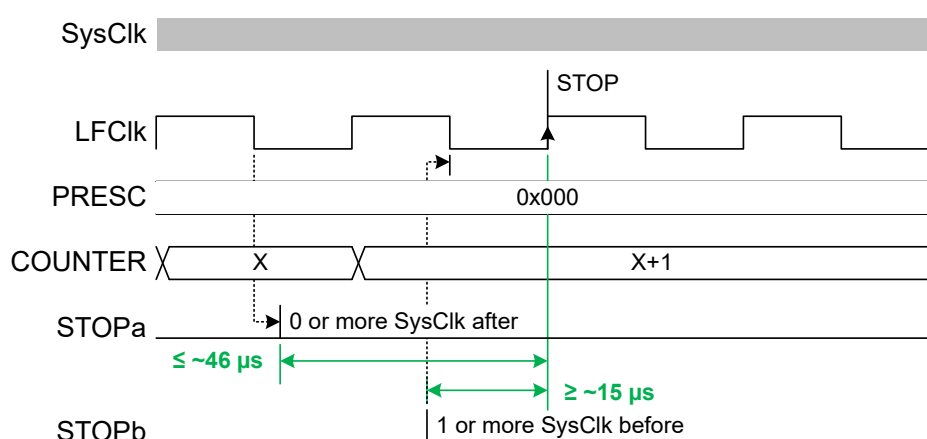 SysClk
STOP
LFClk
PRESC
0x000
COUNTER
X
X+1
STOPa
0 or more SysClk after
≤ ~46 µs
≥ ~15 µs
STOPb
1 or more SysClk before